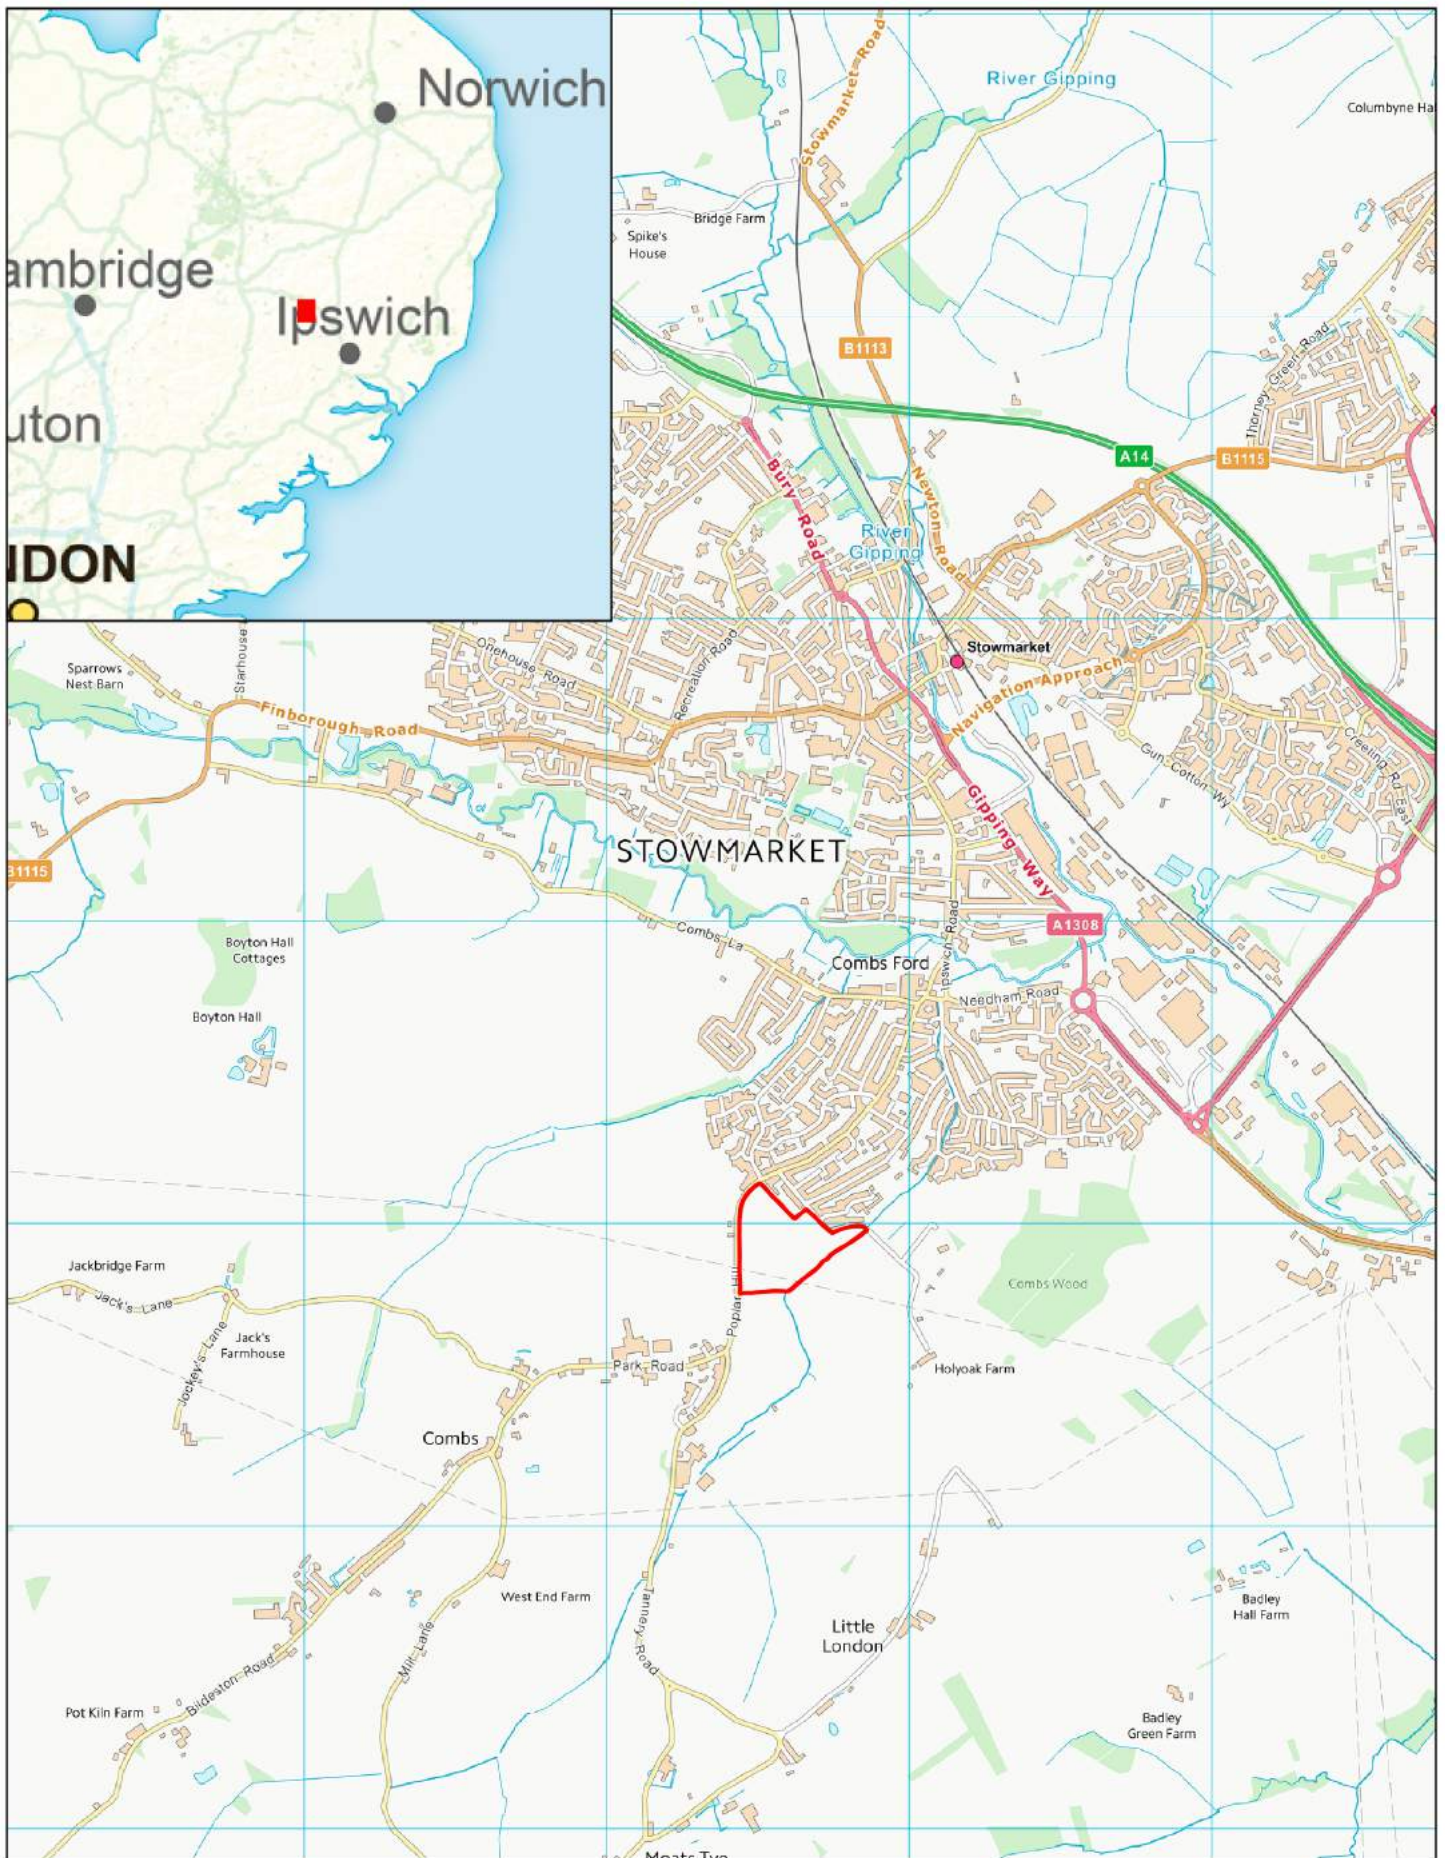 Norwich
ambridge
Ipswich
uton
NDON
Stowmarket Road
River Gipping
Columbyne Ha
Bridge Farm
Spike's
House
B1113
Thorney Green Road
A14
B1115
Bury Road
Newton Road
River
Gipping
Starhouse
Onehouse Road
Recreation Road
Stowmarket
Sparrows
Nest Barn
Finborough Road
Navigation Approach
Gun Cotton Wy
Creeting Rd East
Gipping Way
STOWMARKET
B1115
Combs La
Ipswich Road
A1308
Boyton Hall
Cottages
Combs Ford
Needham Road
Boyton Hall
Jackbridge Farm
Jack's Lane
Combs Wood
Poplar Hill
Jack's
Farmhouse
Jockey's Lane
Park Road
Holyoak Farm
Combs
West End Farm
Tannery Road
Badley
Hall Farm
Little
London
Mill Lane
Bildeston Road
Pot Kiln Farm
Badley
Green Farm
Moats Tye